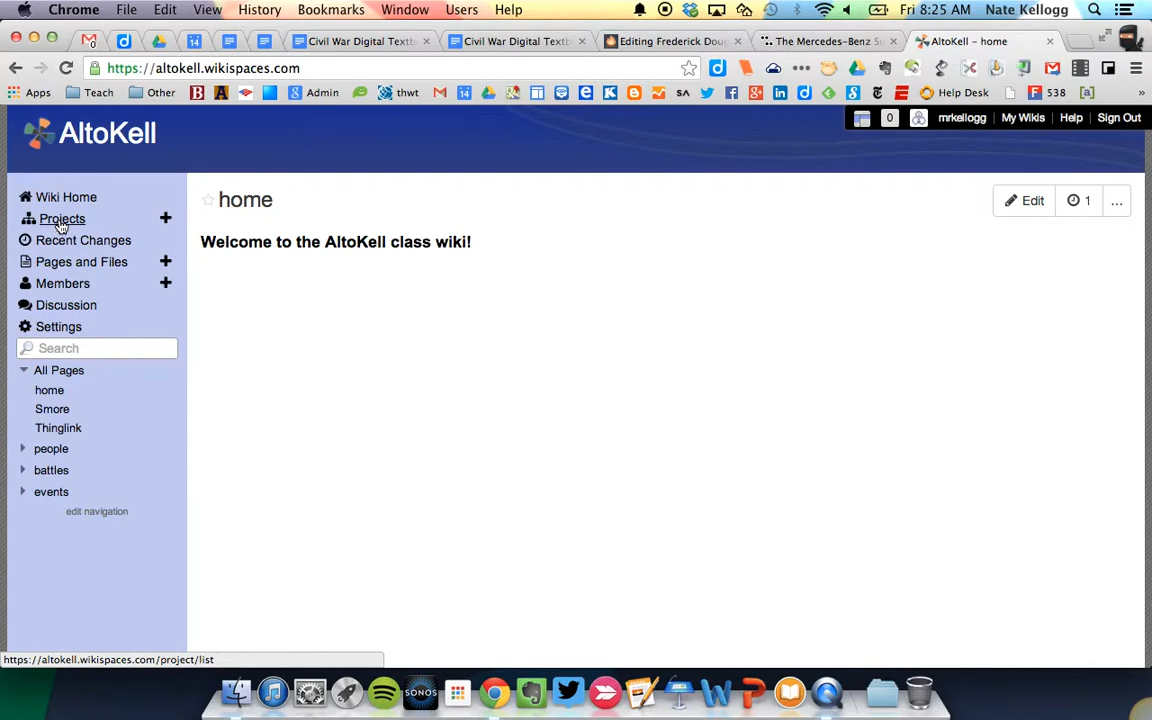 Chrome File Edit View History Bookmarks Window Users Help Fri 8:25 AM Nate Kellogg
Civil War Digital Textb Civil War Digital Textb Editing Frederick Doug The Mercedes-Benz Su AltoKell - home
https://altokell.wikispaces.com
Apps Teach Other Admin thwt Help Desk 538 »
AltoKell
0 mrkellogg My Wikis Help Sign Out
Wiki Home
Projects
Recent Changes
Pages and Files
Members
Discussion
Settings
Search
All Pages
home
Smore
Thinglink
people
battles
events
edit navigation
home
Edit 1 ...
Welcome to the AltoKell class wiki!
https://altokell.wikispaces.com/project/list
SONOS